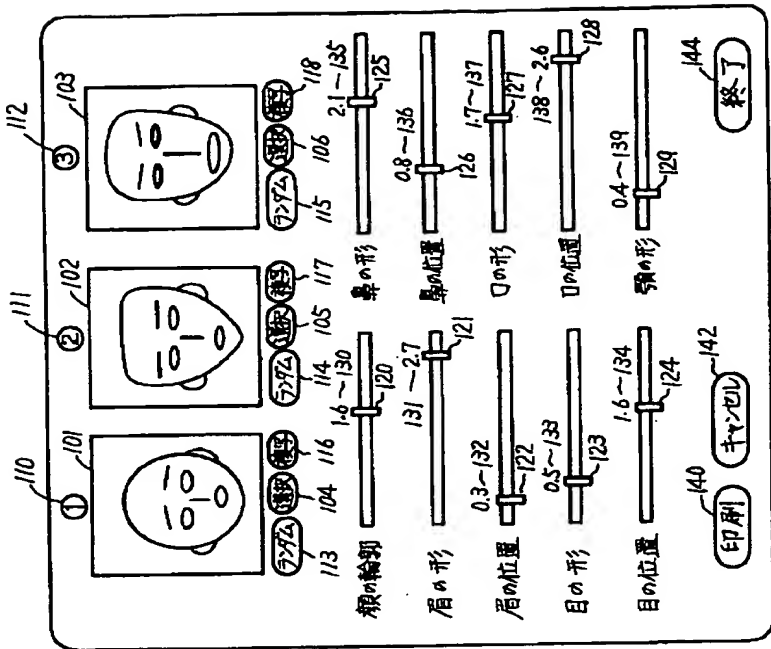 110 111 112
① ② ③
101 102 103
ランダム 選択 複写 ランダム 選択 複写 ランダム 選択 複写
113 104 116 114 105 117 115 106 118
顔の輪郭 1.6~130 120
鼻の形 2.1~135 125
眉の形 131~2.7 121
鼻の位置 0.8~136 126
眉の位置 0.3~132 122
口の形 1.7~137 127
目の形 0.5~133 123
口の位置 138~2.6 128
目の位置 1.6~134 124
顎の形 0.4~139 129
140 142 144
印刷 キャンセル 終了